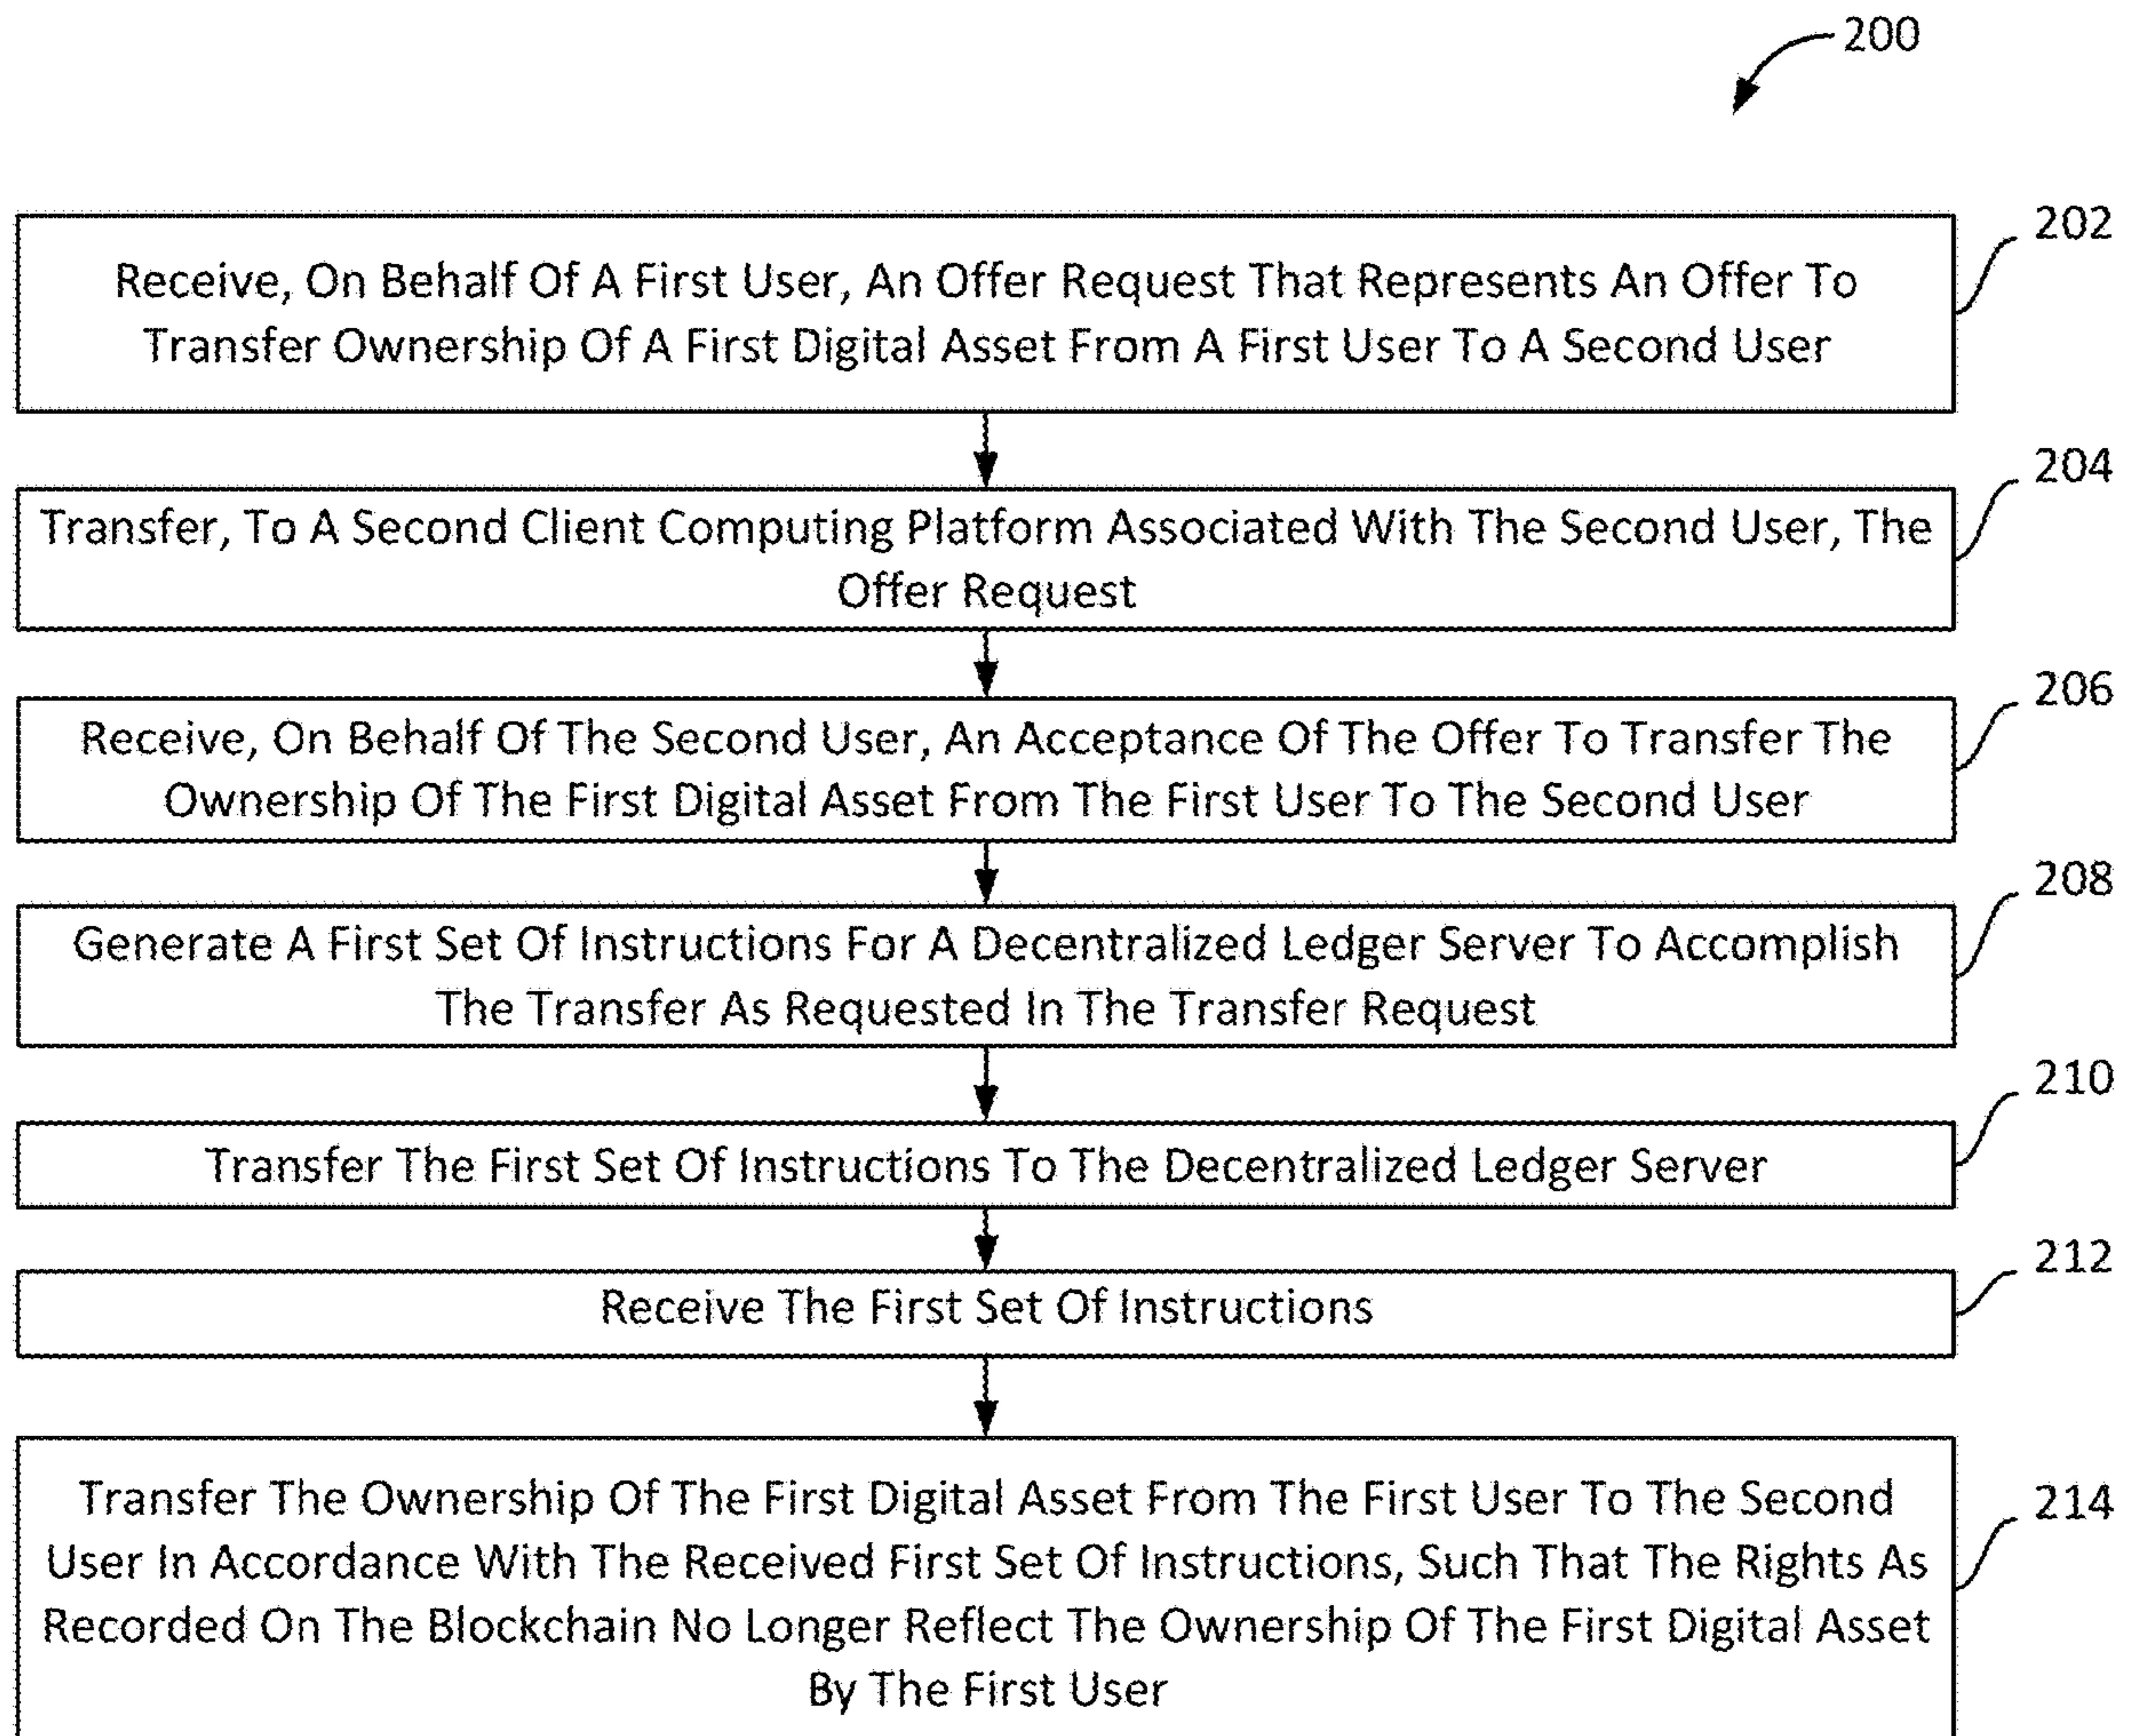 200
202
Receive, On Behalf Of A First User, An Offer Request That Represents An Offer To
Transfer Ownership Of A First Digital Asset From A First User To A Second User
204
Transfer, To A Second Client Computing Platform Associated With The Second User, The
Offer Request
206
Receive, On Behalf Of The Second User, An Acceptance Of The Offer To Transfer The
Ownership Of The First Digital Asset From The First User To The Second User
208
Generate A First Set Of Instructions For A Decentralized Ledger Server To Accomplish
The Transfer As Requested In The Transfer Request
210
Transfer The First Set Of Instructions To The Decentralized Ledger Server
212
Receive The First Set Of Instructions
214
Transfer The Ownership Of The First Digital Asset From The First User To The Second
User In Accordance With The Received First Set Of Instructions, Such That The Rights As
Recorded On The Blockchain No Longer Reflect The Ownership Of The First Digital Asset
By The First User